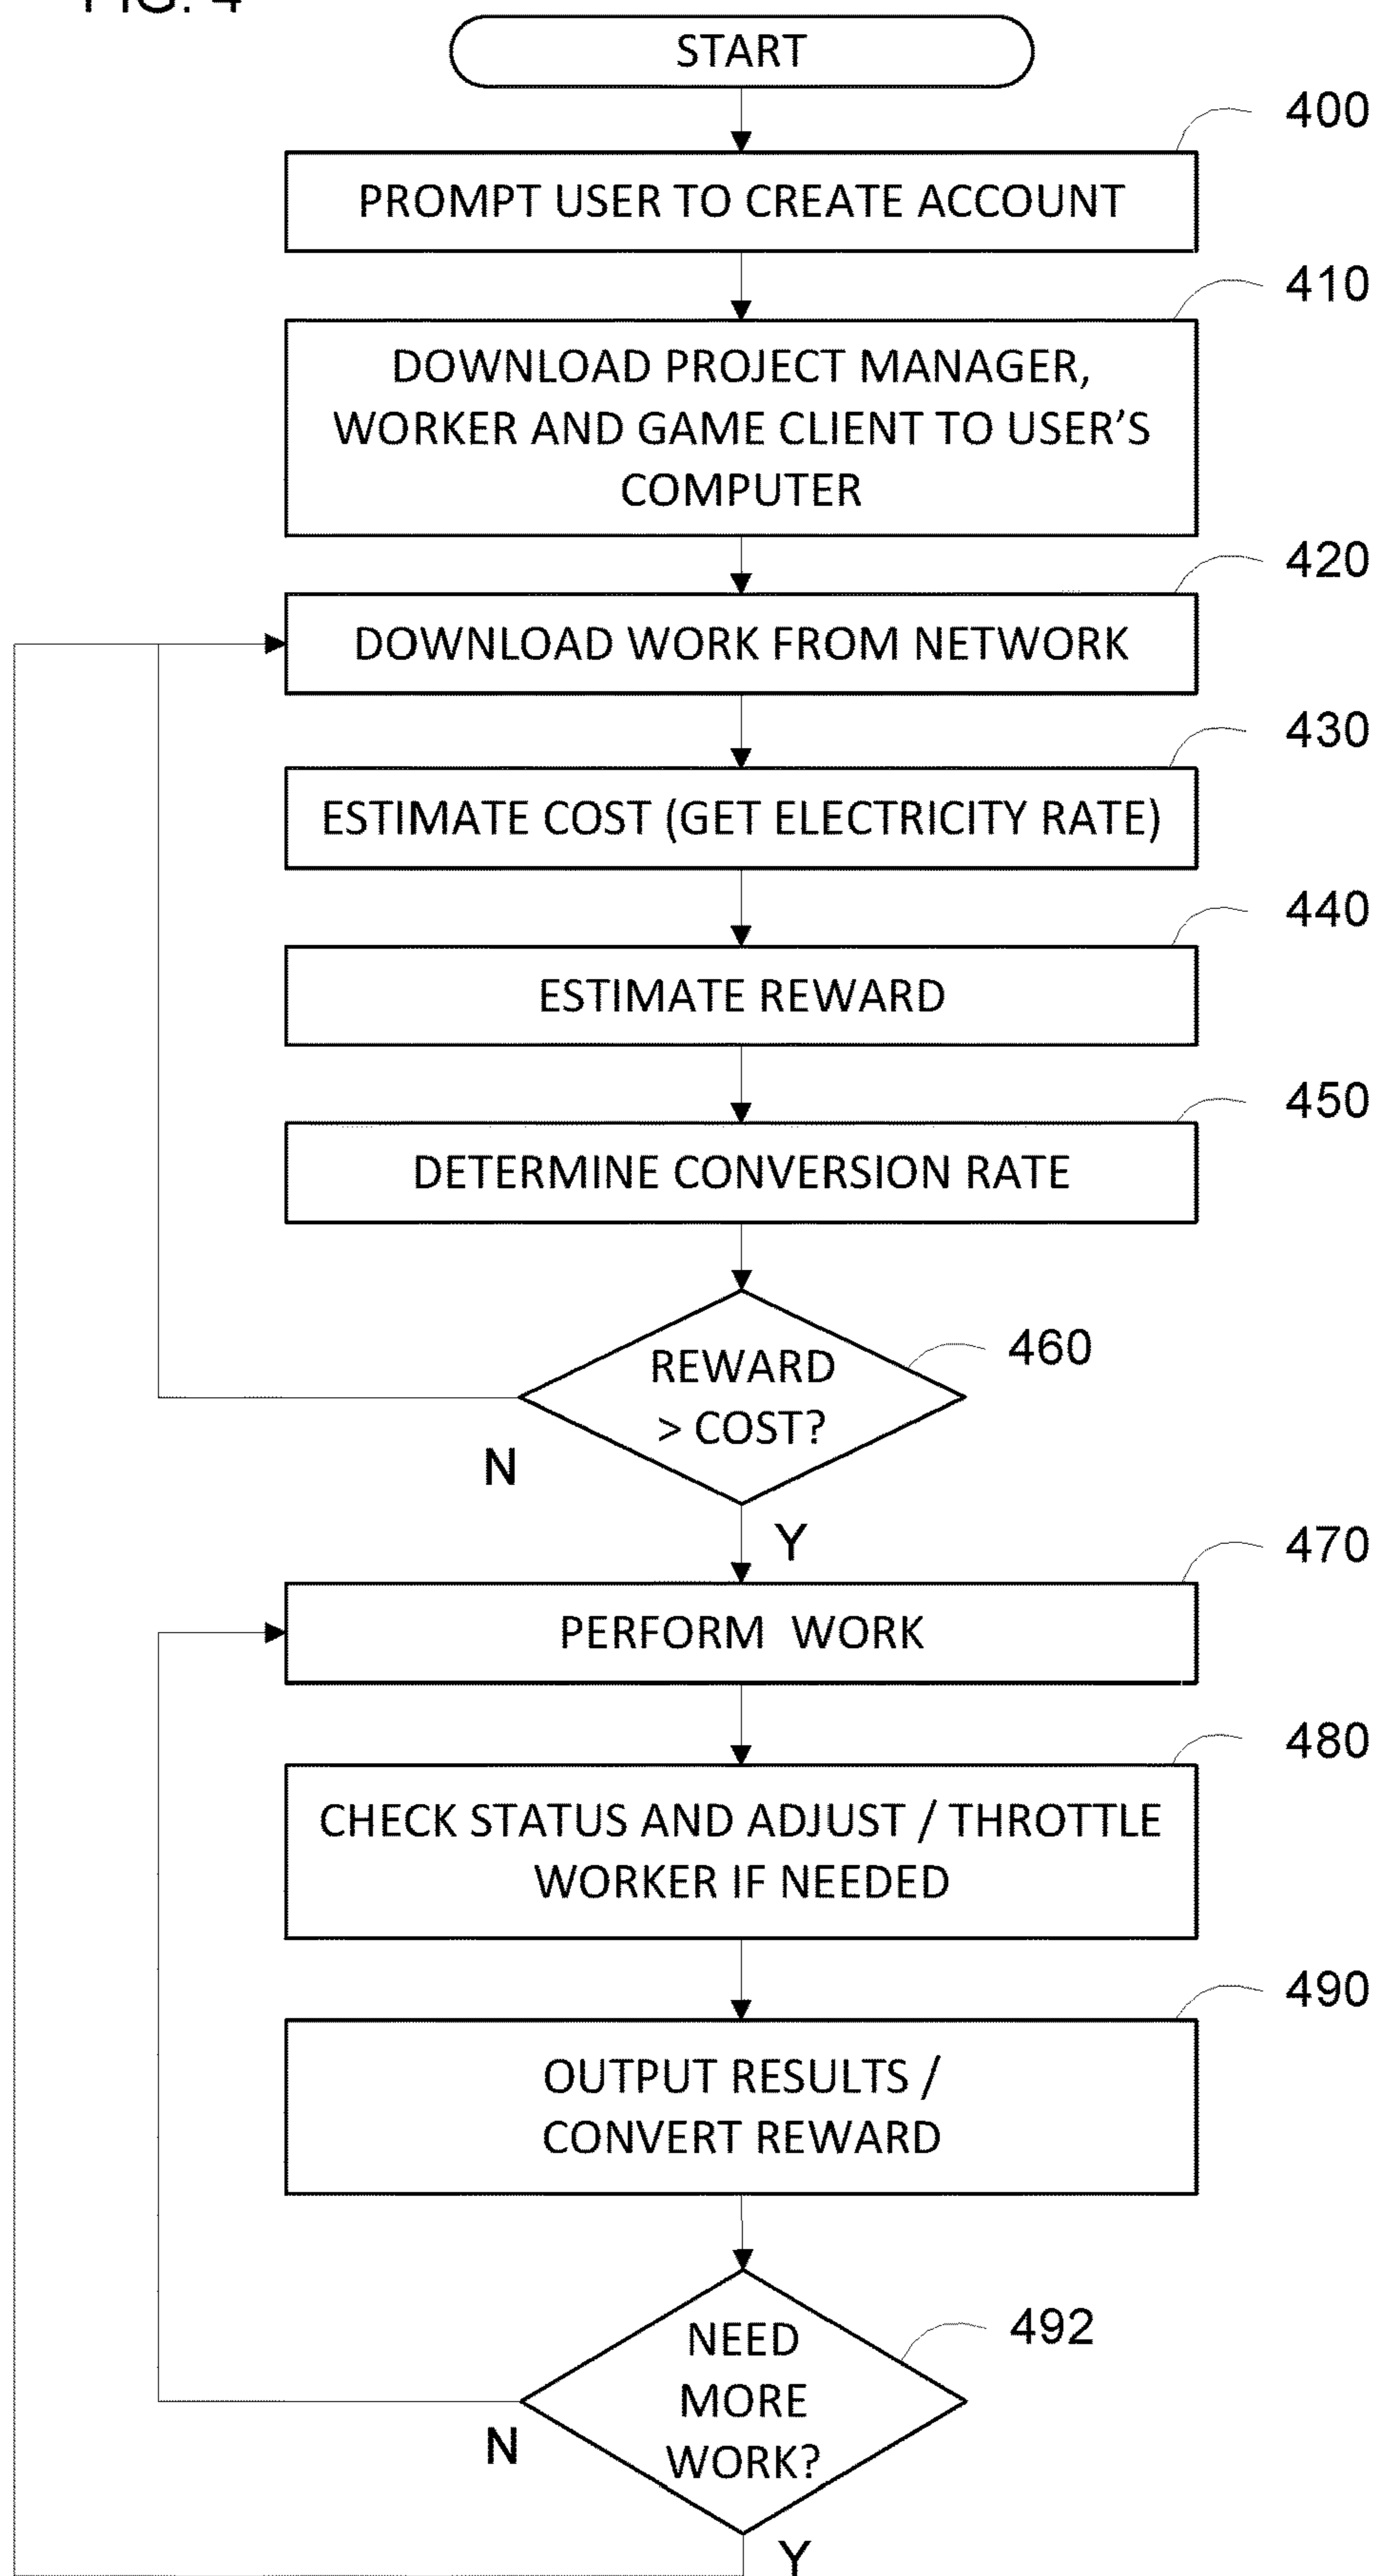 FIG. 4
START
400
PROMPT USER TO CREATE ACCOUNT
410
DOWNLOAD PROJECT MANAGER,
WORKER AND GAME CLIENT TO USER’S
COMPUTER
420
DOWNLOAD WORK FROM NETWORK
430
ESTIMATE COST (GET ELECTRICITY RATE)
440
ESTIMATE REWARD
450
DETERMINE CONVERSION RATE
460
REWARD
> COST?
N
Y
470
PERFORM WORK
480
CHECK STATUS AND ADJUST / THROTTLE
WORKER IF NEEDED
490
OUTPUT RESULTS /
CONVERT REWARD
492
NEED
MORE
WORK?
N
Y